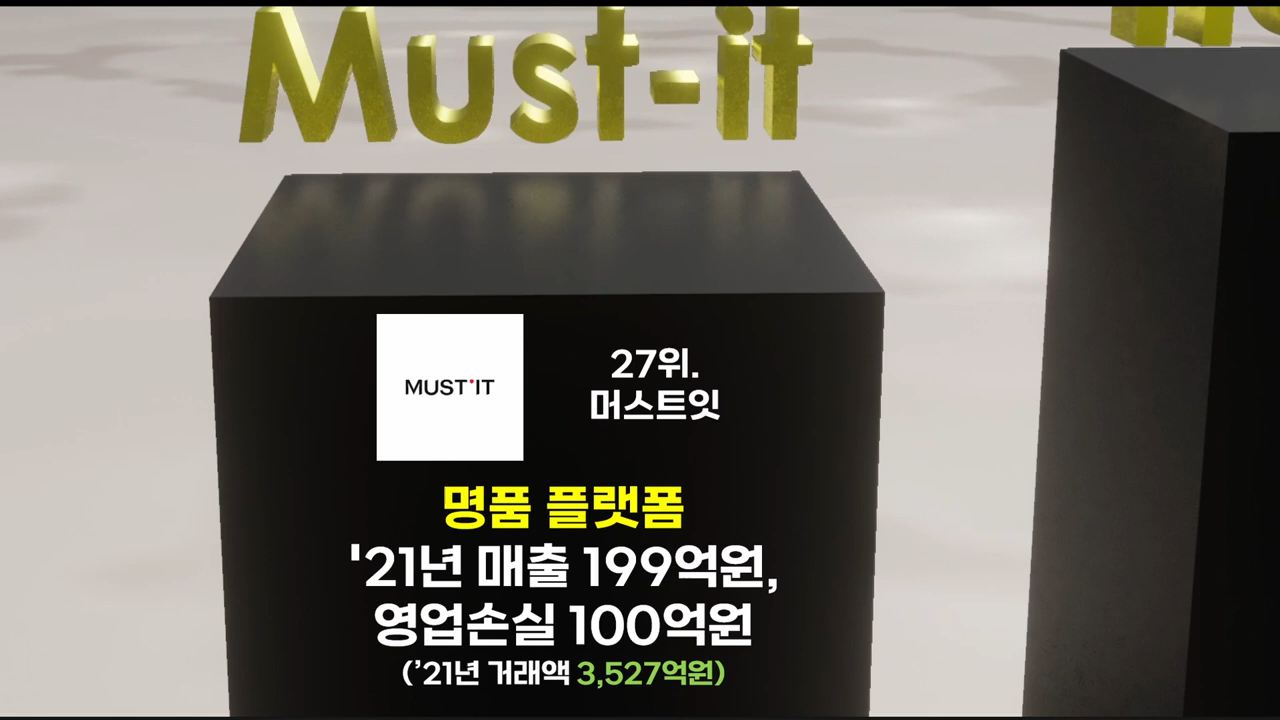 Must-it
MUST'IT
27위.
머스트잇
명품 플랫폼
'21년 매출 199억원,
영업손실 100억원
('21년 거래액 3,527억원)